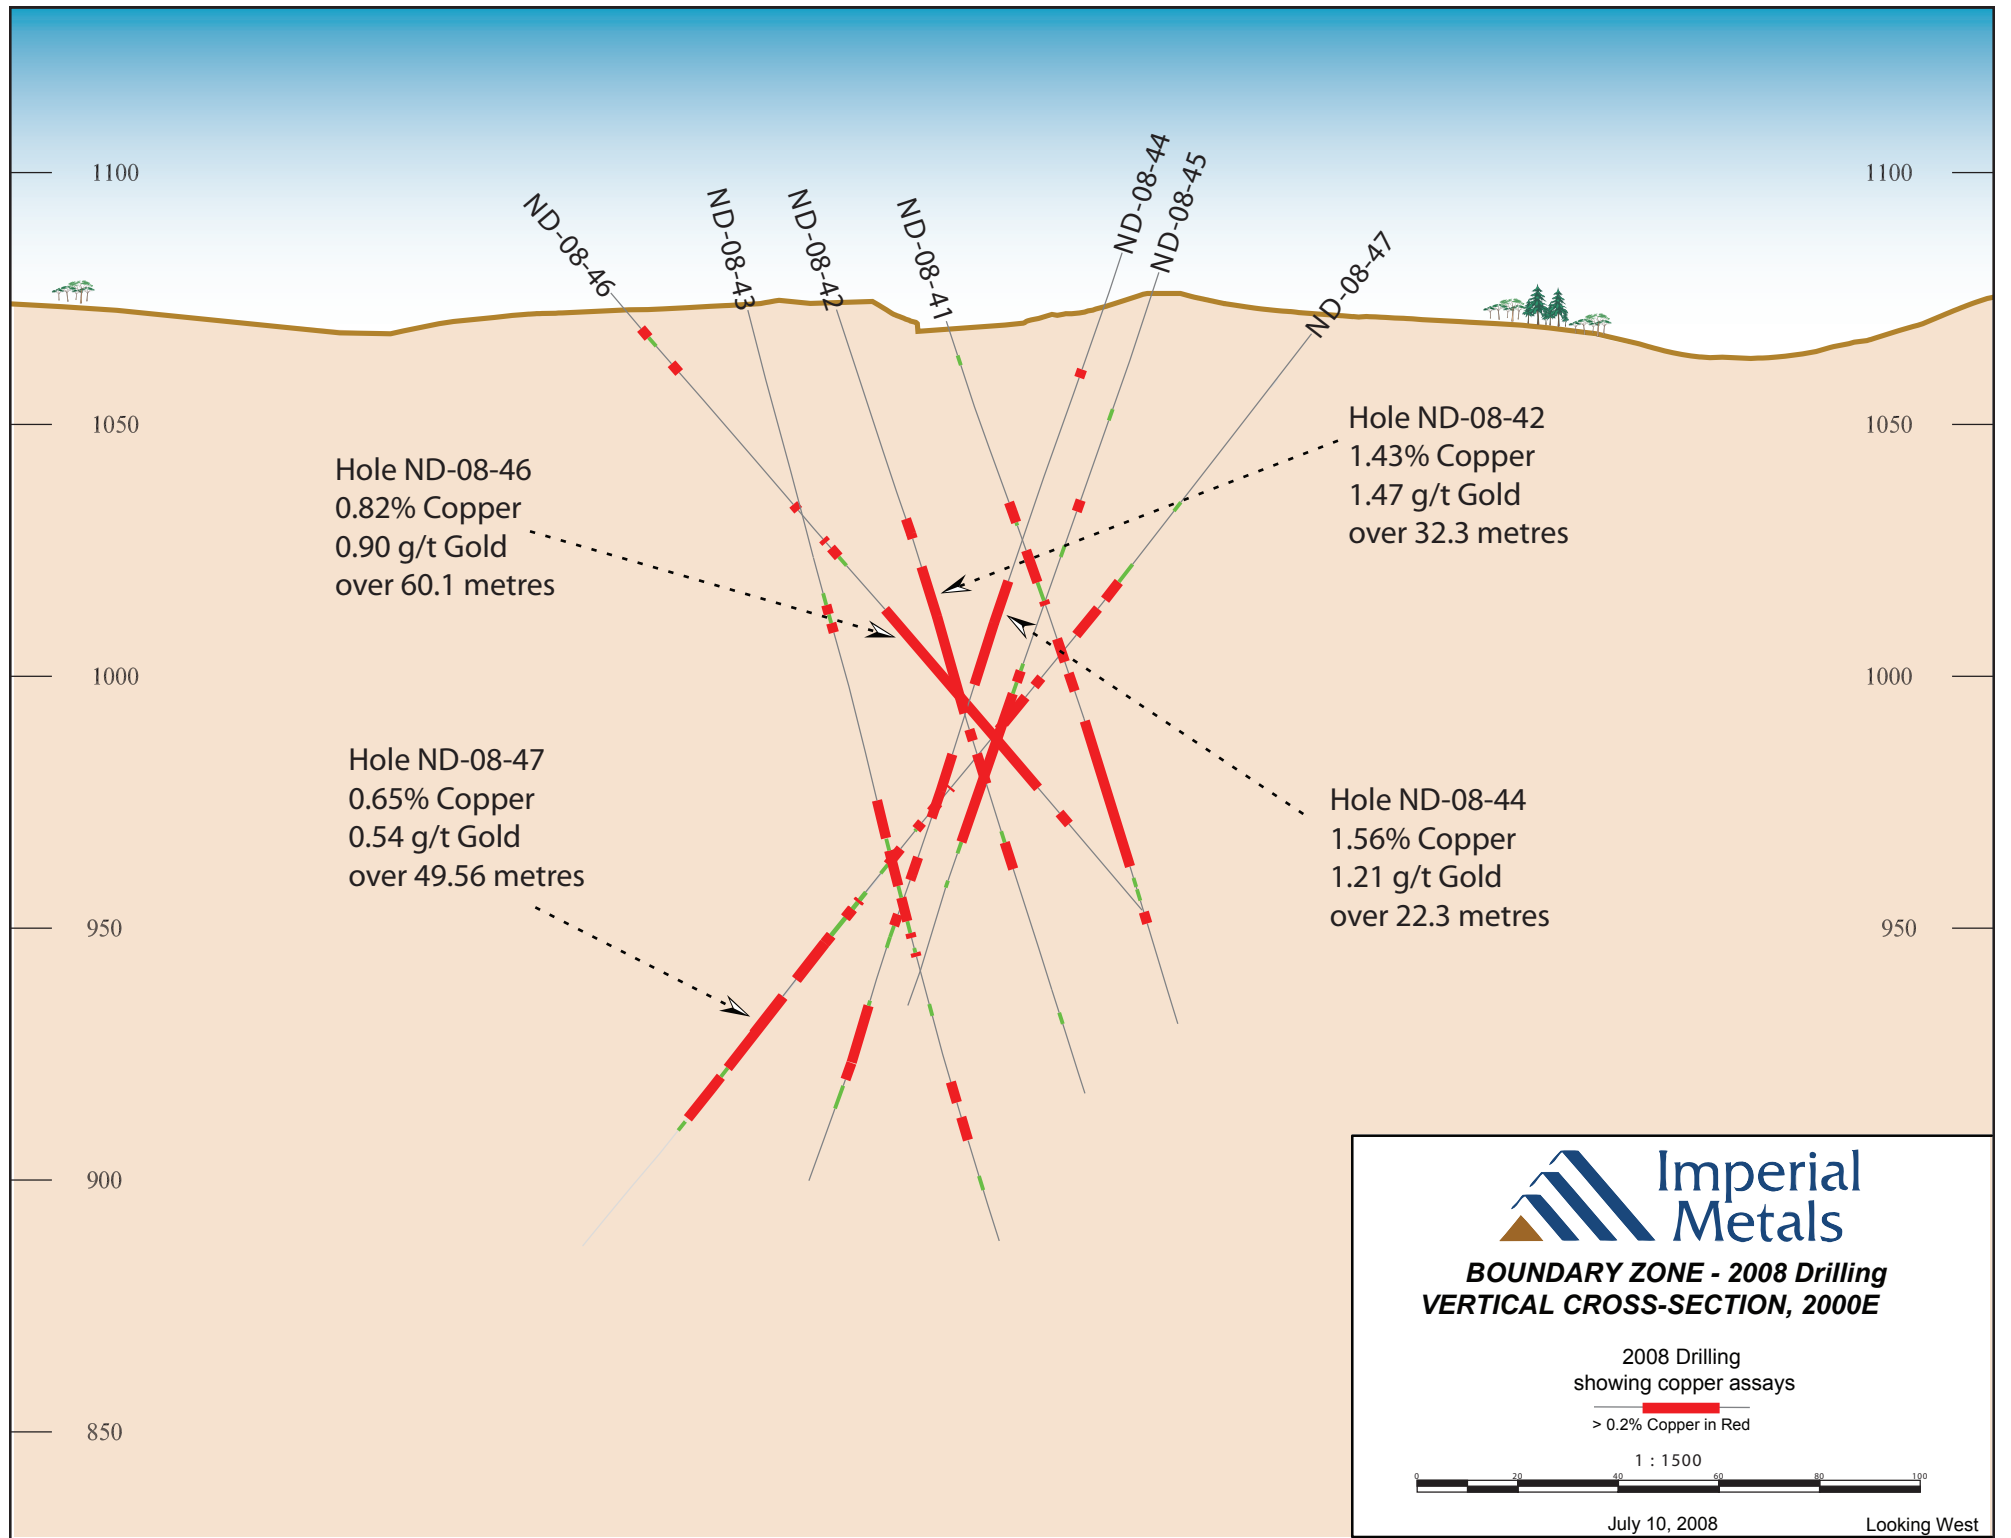 1100
1100
ND-08-46
ND-08-43
ND-08-42
ND-08-41
ND-08-44
ND-08-45
ND-08-47
1050
1050
Hole ND-08-46
0.82% Copper
0.90 g/t Gold
over 60.1 metres
Hole ND-08-42
1.43% Copper
1.47 g/t Gold
over 32.3 metres
1000
1000
Hole ND-08-47
0.65% Copper
0.54 g/t Gold
over 49.56 metres
Hole ND-08-44
1.56% Copper
1.21 g/t Gold
over 22.3 metres
950
950
900
850
Imperial
Metals
BOUNDARY ZONE - 2008 Drilling
VERTICAL CROSS-SECTION, 2000E
2008 Drilling
showing copper assays
> 0.2% Copper in Red
1 : 1500
0 20 40 60 80 100
July 10, 2008
Looking West